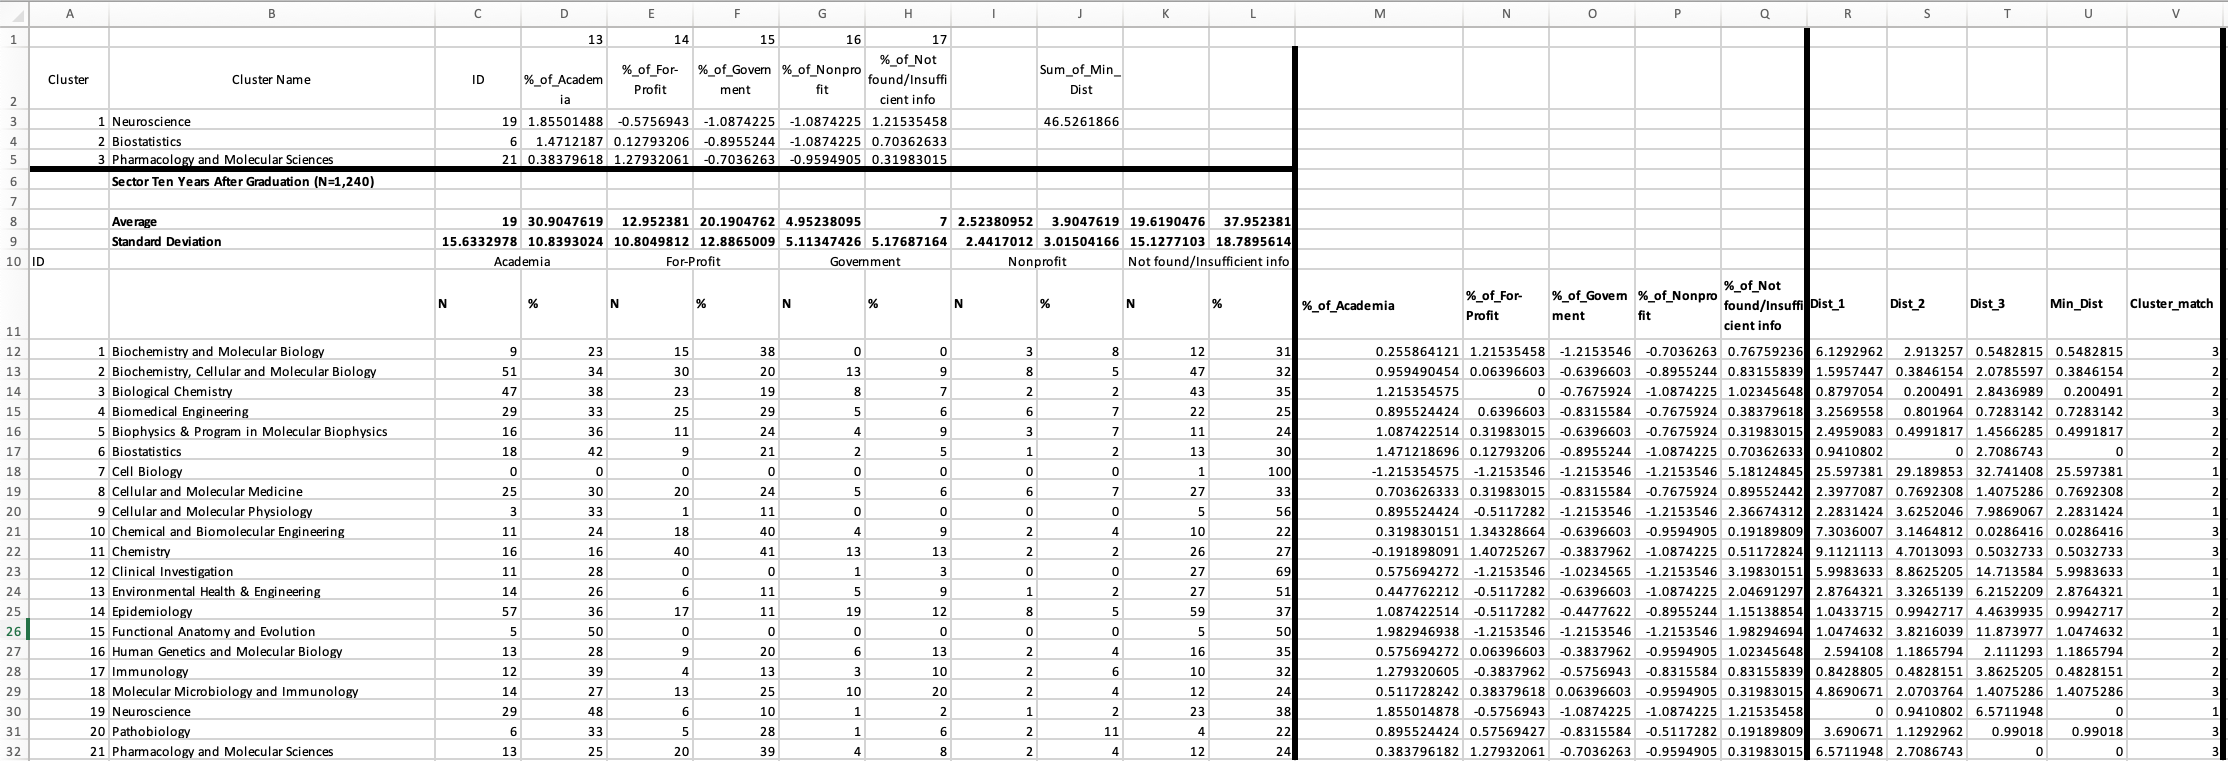 A B C D E F G H I J K L M N O P Q R S T U V
1 13 14 15 16 17
2 Cluster Cluster Name ID %_of_Academia %_of_For-Profit %_of_Government %_of_Nonprofit %_of_Not found/Insufficient info Sum_of_Min_Dist
3 1 Neuroscience 19 1.85501488 -0.5756943 -1.0874225 -1.0874225 1.21535458 46.5261866
4 2 Biostatistics 6 1.4712187 0.12793206 -0.8955244 -1.0874225 0.70362633
5 3 Pharmacology and Molecular Sciences 21 0.38379618 1.27932061 -0.7036263 -0.9594905 0.31983015
6 Sector Ten Years After Graduation (N=1,240)
7
8 Average 19 30.9047619 12.952381 20.1904762 4.95238095 7 2.52380952 3.9047619 19.6190476 37.952381
9 Standard Deviation 15.6332978 10.8393024 10.8049812 12.8865009 5.11347426 5.17687164 2.4417012 3.01504166 15.1277103 18.7895614
10 ID Academia For-Profit Government Nonprofit Not found/Insufficient info
11 N % N % N % N % N % %_of_Academia %_of_For-Profit %_of_Government %_of_Nonprofit %_of_Not found/Insufficient info Dist_1 Dist_2 Dist_3 Min_Dist Cluster_match
12 1 Biochemistry and Molecular Biology 9 23 15 38 0 0 3 8 12 31 0.255864121 1.21535458 -1.2153546 -0.7036263 0.76759236 6.1292962 2.913257 0.5482815 0.5482815 3
13 2 Biochemistry, Cellular and Molecular Biology 51 34 30 20 13 9 8 5 47 32 0.959490454 0.06396603 -0.6396603 -0.8955244 0.83155839 1.5957447 0.3846154 2.0785597 0.3846154 2
14 3 Biological Chemistry 47 38 23 19 8 7 2 2 43 35 1.215354575 0 -0.7675924 -1.0874225 1.02345648 0.8797054 0.200491 2.8436989 0.200491 2
15 4 Biomedical Engineering 29 33 25 29 5 6 6 7 22 25 0.895524424 0.6396603 -0.8315584 -0.7675924 0.38379618 3.2569558 0.801964 0.7283142 0.7283142 3
16 5 Biophysics & Program in Molecular Biophysics 16 36 11 24 4 9 3 7 11 24 1.087422514 0.31983015 -0.6396603 -0.7675924 0.31983015 2.4959083 0.4991817 1.4566285 0.4991817 2
17 6 Biostatistics 18 42 9 21 2 5 1 2 13 30 1.471218696 0.12793206 -0.8955244 -1.0874225 0.70362633 0.9410802 0 2.7086743 0 2
18 7 Cell Biology 0 0 0 0 0 0 0 0 1 100 -1.215354575 -1.2153546 -1.2153546 -1.2153546 5.18124845 25.597381 29.189853 32.741408 25.597381 1
19 8 Cellular and Molecular Medicine 25 30 20 24 5 6 6 7 27 33 0.703626333 0.31983015 -0.8315584 -0.7675924 0.89552442 2.3977087 0.7692308 1.4075286 0.7692308 2
20 9 Cellular and Molecular Physiology 3 33 1 11 0 0 0 0 5 56 0.895524424 -0.5117282 -1.2153546 -1.2153546 2.36674312 2.2831424 3.6252046 7.9869067 2.2831424 1
21 10 Chemical and Biomolecular Engineering 11 24 18 40 4 9 2 4 10 22 0.319830151 1.34328664 -0.6396603 -0.9594905 0.19189809 7.3036007 3.1464812 0.0286416 0.0286416 3
22 11 Chemistry 16 16 40 41 13 13 2 2 26 27 -0.191898091 1.40725267 -0.3837962 -1.0874225 0.51172824 9.1121113 4.7013093 0.5032733 0.5032733 3
23 12 Clinical Investigation 11 28 0 0 1 3 0 0 27 69 0.575694272 -1.2153546 -1.0234565 -1.2153546 3.19830151 5.9983633 8.8625205 14.713584 5.9983633 1
24 13 Environmental Health & Engineering 14 26 6 11 5 9 1 2 27 51 0.447762212 -0.5117282 -0.6396603 -1.0874225 2.04691297 2.8764321 3.3265139 6.2152209 2.8764321 1
25 14 Epidemiology 57 36 17 11 19 12 8 5 59 37 1.087422514 -0.5117282 -0.4477622 -0.8955244 1.15138854 1.0433715 0.9942717 4.4639935 0.9942717 2
26 15 Functional Anatomy and Evolution 5 50 0 0 0 0 0 0 5 50 1.982946938 -1.2153546 -1.2153546 -1.2153546 1.98294694 1.0474632 3.8216039 11.873977 1.0474632 1
27 16 Human Genetics and Molecular Biology 13 28 9 20 6 13 2 4 16 35 0.575694272 0.06396603 -0.3837962 -0.9594905 1.02345648 2.594108 1.1865794 2.111293 1.1865794 2
28 17 Immunology 12 39 4 13 3 10 2 6 10 32 1.279320605 -0.3837962 -0.5756943 -0.8315584 0.83155839 0.8428805 0.4828151 3.8625205 0.4828151 2
29 18 Molecular Microbiology and Immunology 14 27 13 25 10 20 2 4 12 24 0.511728242 0.38379618 0.06396603 -0.9594905 0.31983015 4.8690671 2.0703764 1.4075286 1.4075286 3
30 19 Neuroscience 29 48 6 10 1 2 1 2 23 38 1.855014878 -0.5756943 -1.0874225 -1.0874225 1.21535458 0 0.9410802 6.5711948 0 1
31 20 Pathobiology 6 33 5 28 1 6 2 11 4 22 0.895524424 0.57569427 -0.8315584 -0.5117282 0.19189809 3.690671 1.1292962 0.99018 0.99018 3
32 21 Pharmacology and Molecular Sciences 13 25 20 39 4 8 2 4 12 24 0.383796182 1.27932061 -0.7036263 -0.9594905 0.31983015 6.5711948 2.7086743 0 0 3